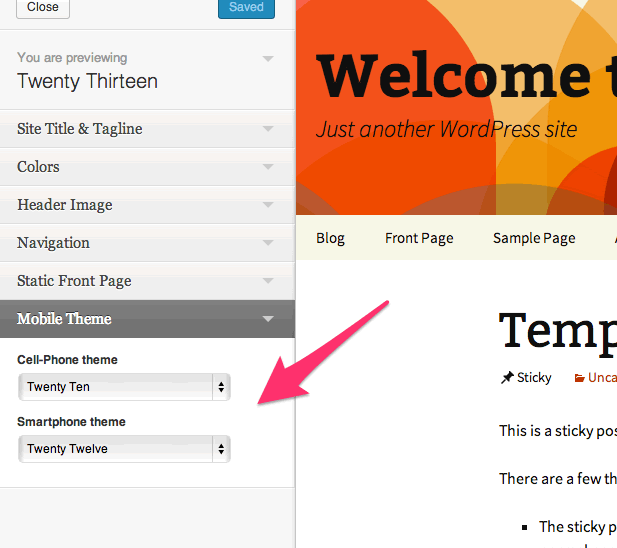 Close
Saved
You are previewing
Twenty Thirteen
Site Title & Tagline
Colors
Header Image
Navigation
Static Front Page
Mobile Theme
Cell-Phone theme
Twenty Ten
Smartphone theme
Twenty Twelve
Welcome t
Just another WordPress site
Blog
Front Page
Sample Page
Temp
Sticky
Unca
This is a sticky pos
There are a few th
The sticky p